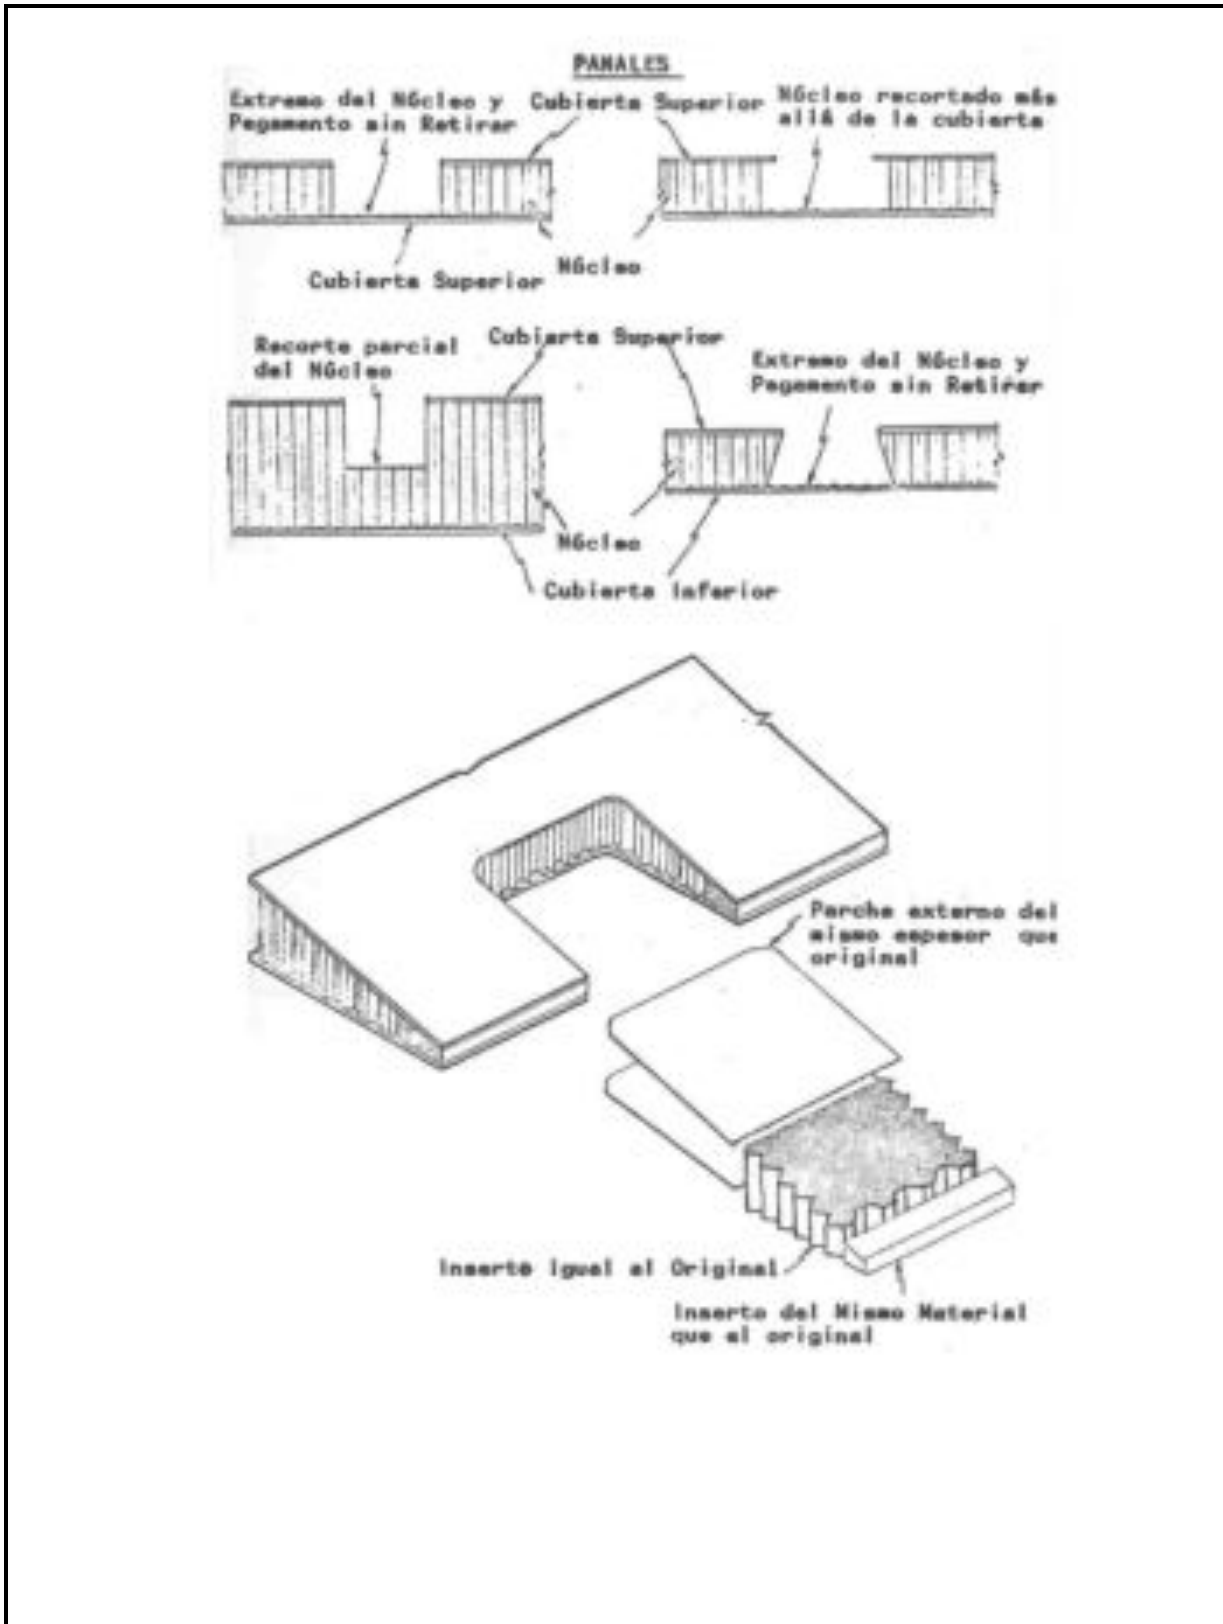 PANALES
Extremo del Núcleo y
Pegamento sin Retirar
Cubierta Superior
Núcleo recortado más
allá de la cubierta
Núcleo
Cubierta Superior
Recorte parcial
del Núcleo
Cubierta Superior
Extremo del Núcleo y
Pegamento sin Retirar
Núcleo
Cubierta Inferior
Parche externo del
mismo espesor que
original
Inserto igual al Original
Inserto del Mismo Material
que el original